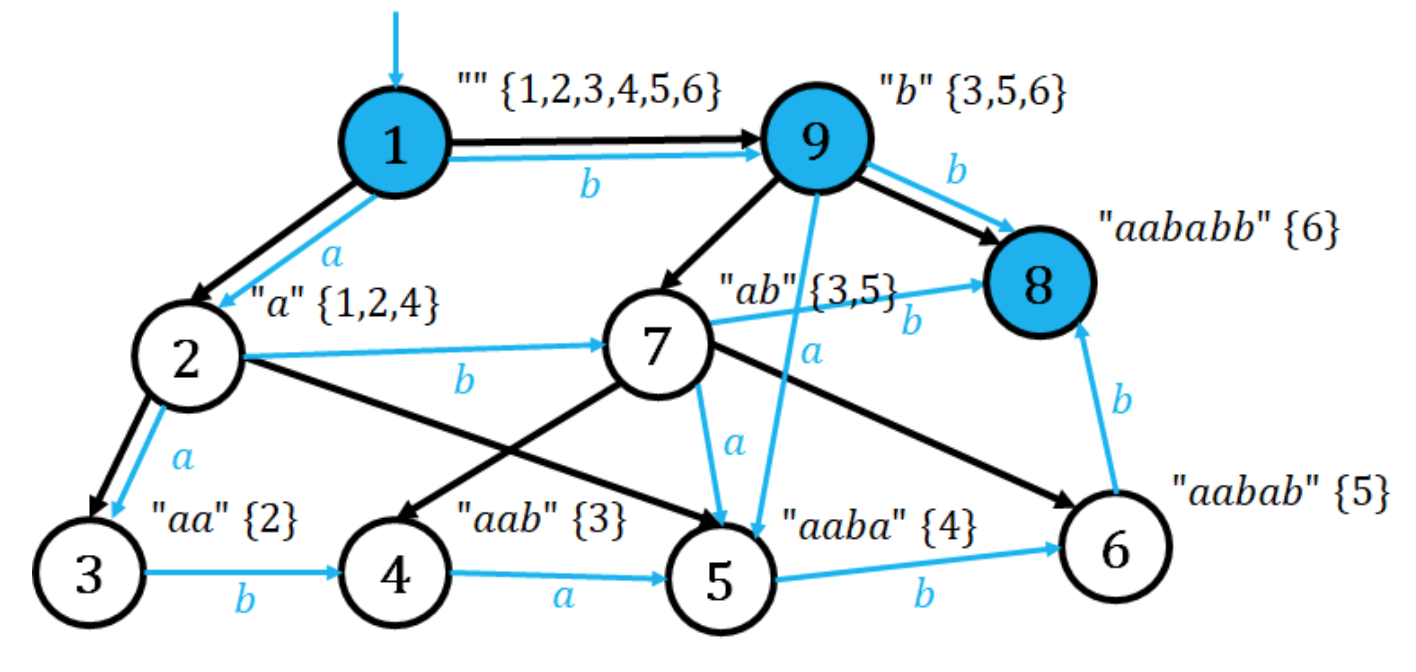 "" {1,2,3,4,5,6}
"b" {3,5,6}
1
9
b
b
a
"aababb" {6}
"a" {1,2,4}
"ab" {3,5}
8
2
7
b
a
b
b
a
a
"aa" {2}
"aab" {3}
"aaba" {4}
"aabab" {5}
3
4
5
6
b
a
b